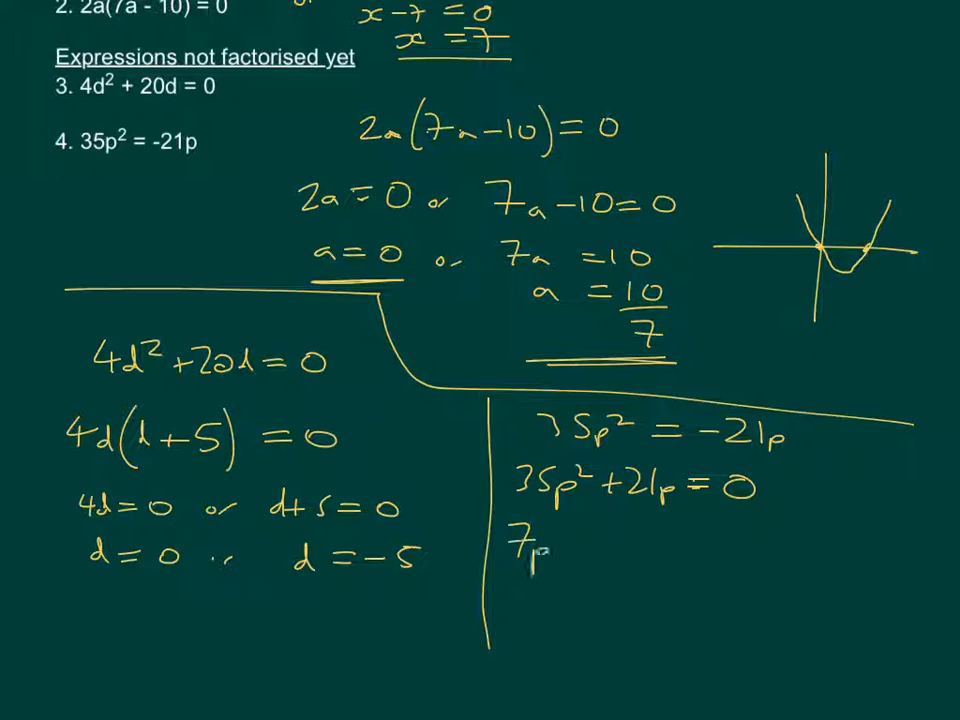 2. 2a(7a - 10) = 0
or
x - 7 = 0
x = 7
Expressions not factorised yet
3. 4d² + 20d = 0
4. 35p² = -21p
2a(7a-10) = 0
2a = 0 or 7a - 10 = 0
a = 0 or 7a = 10
a = 10/7
4d² + 20d = 0
4d(d + 5) = 0
4d = 0 or d + 5 = 0
d = 0 or d = -5
35p² = -21p
35p² + 21p = 0
7p